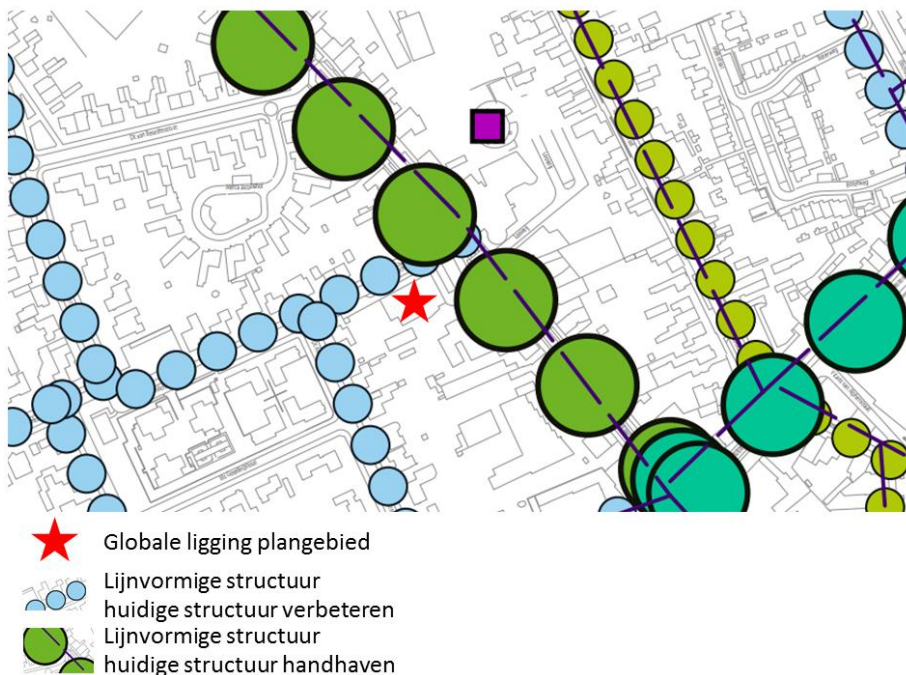 Globale ligging plangebied
Lijnvormige structuur
huidige structuur verbeteren
Lijnvormige structuur
huidige structuur handhaven